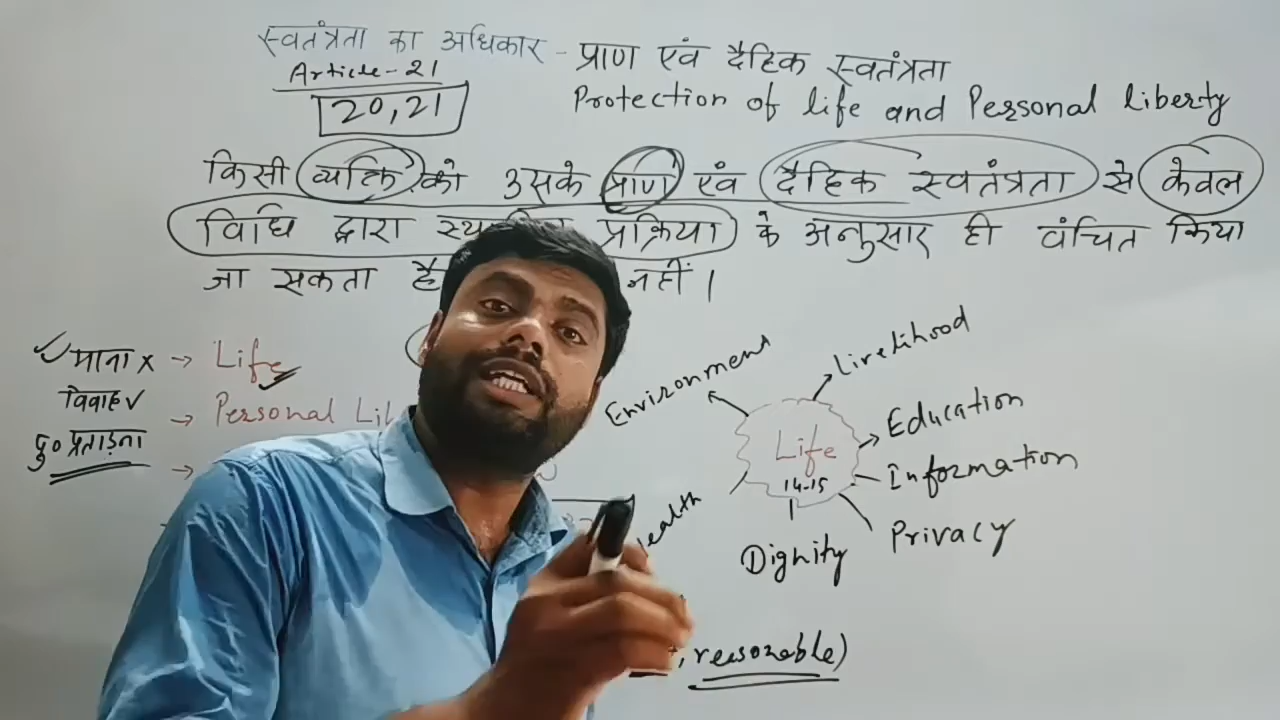 स्वतंत्रता का अधिकार - प्राण एवं दैहिक स्वतंत्रता
Article-21
20,21
Protection of life and Personal liberty
किसी व्यक्ति को उसके प्राण एवं दैहिक स्वतंत्रता से केवल
विधि द्वारा प्रक्रिया के अनुसार ही वंचित किया
जा सकता है नहीं।
माना x → Life
विवाह ✓
→ Personal
पु० प्रताड़ना
→
Environment
Livelihood
Education
Information
Privacy
Dignity
Life
14-15
, reasonable)